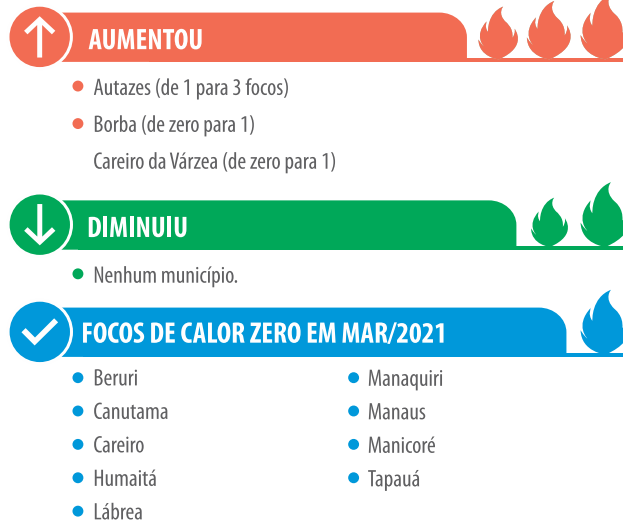 AUMENTOU
Autazes (de 1 para 3 focos)
Borba (de zero para 1)
Careiro da Várzea (de zero para 1)
DIMINUIU
Nenhum município.
FOCOS DE CALOR ZERO EM MAR/2021
Beruri
Canutama
Careiro
Humaitá
Lábrea
Manaquiri
Manaus
Manicoré
Tapauá